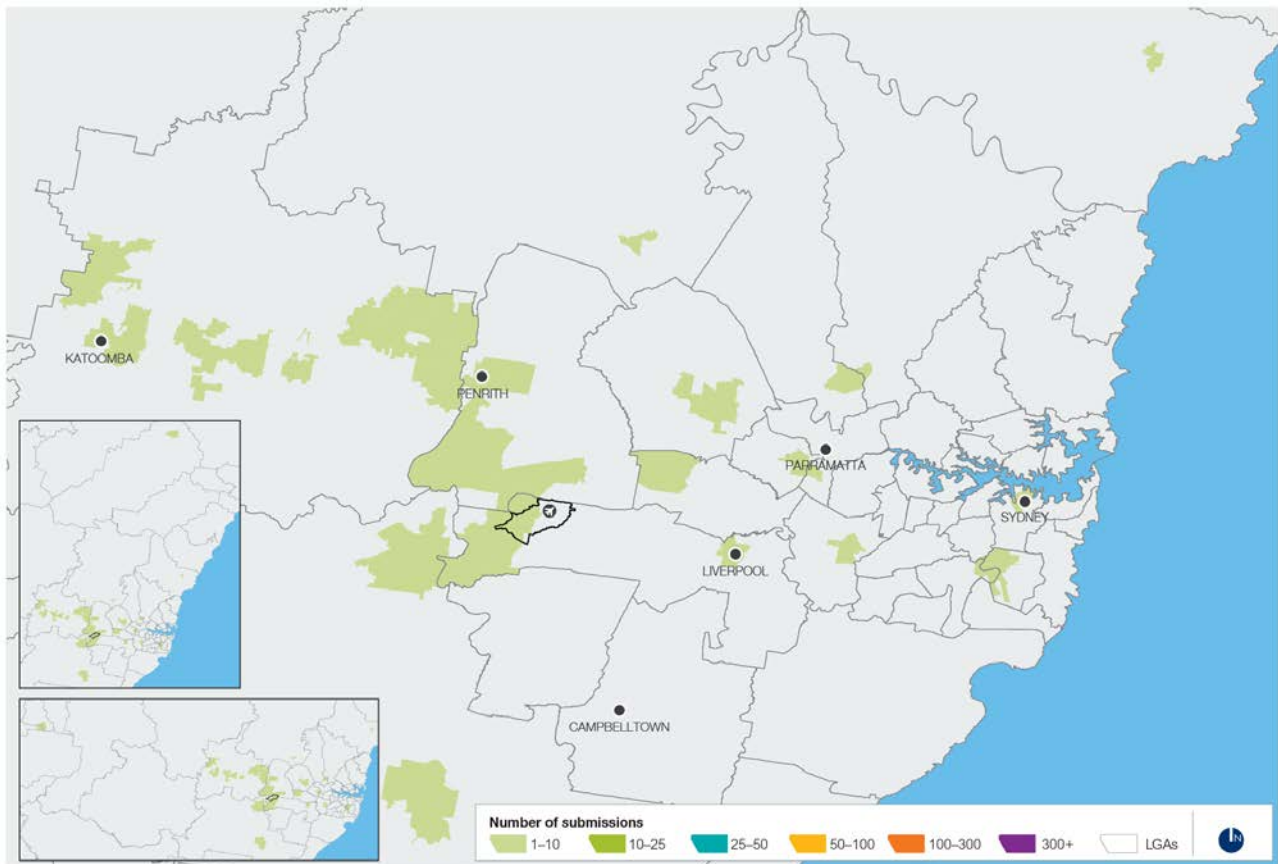 KATOOMBA
PENRITH
PARRAMATTA
SYDNEY
LIVERPOOL
CAMPBELLTOWN
Number of submissions
1–10
10–25
25–50
50–100
100–300
300+
LGAs
N